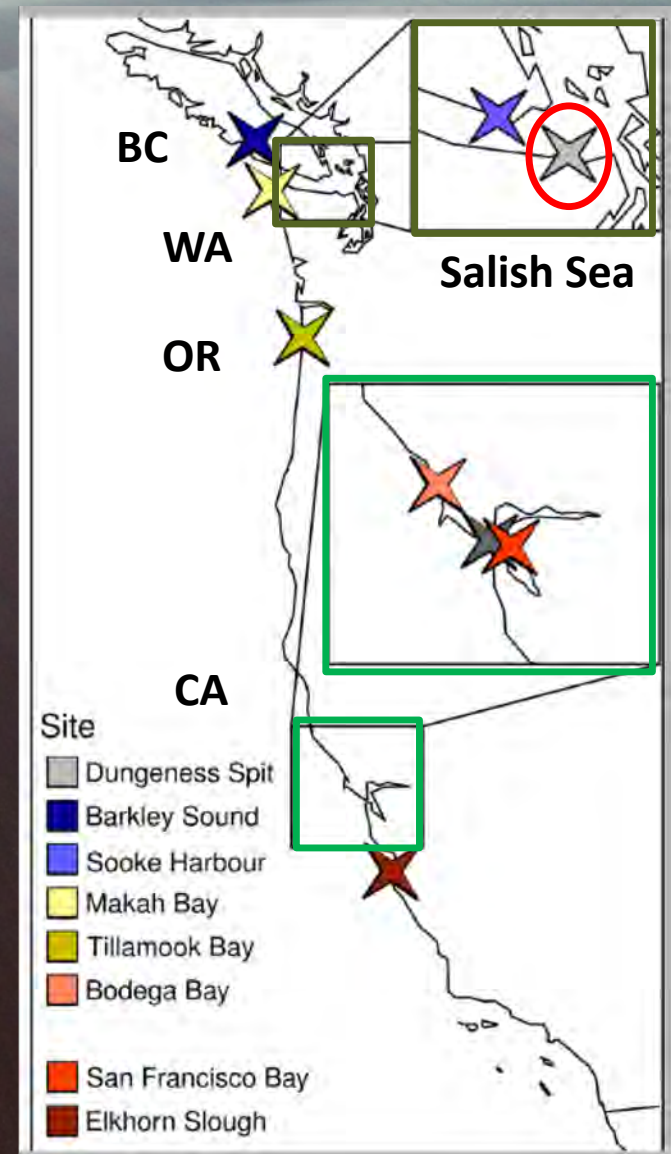 BC
WA
Salish Sea
OR
CA
Site
Dungeness Spit
Barkley Sound
Sooke Harbour
Makah Bay
Tillamook Bay
Bodega Bay
San Francisco Bay
Elkhorn Slough